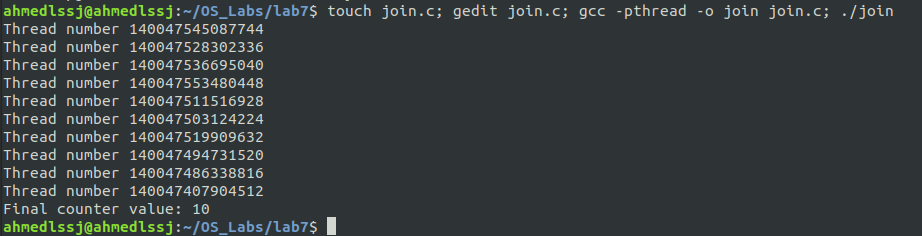 ahmedlssj@ahmedlssj:~/OS_Labs/lab7$ touch join.c; gedit join.c; gcc -pthread -o join join.c; ./join
Thread number 140047545087744
Thread number 140047528302336
Thread number 140047536695040
Thread number 140047553480448
Thread number 140047511516928
Thread number 140047503124224
Thread number 140047519909632
Thread number 140047494731520
Thread number 140047486338816
Thread number 140047407904512
Final counter value: 10
ahmedlssj@ahmedlssj:~/OS_Labs/lab7$